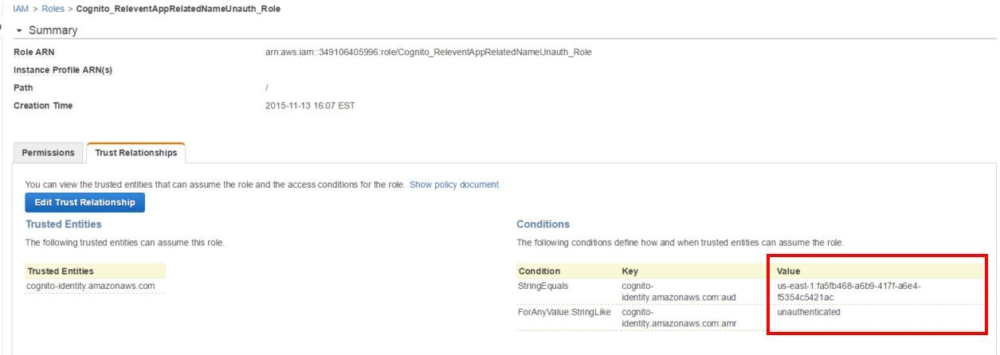 IAM > Roles > Cognito_ReleventAppRelatedNameUnauth_Role
Summary
Role ARN arn:aws:iam::349106405996:role/Cognito_ReleventAppRelatedNameUnauth_Role
Instance Profile ARN(s)
Path /
Creation Time 2015-11-13 16:07 EST
Permissions Trust Relationships
You can view the trusted entities that can assume the role and the access conditions for the role. Show policy document
Edit Trust Relationship
Trusted Entities
The following trusted entities can assume this role.
Trusted Entities
cognito-identity.amazonaws.com
Conditions
The following conditions define how and when trusted entities can assume the role.
Condition Key Value
StringEquals cognito- us-east-1:fa5fb468-a6b9-417f-a6e4-
identity.amazonaws.com:aud f5354c5421ac
ForAnyValue:StringLike cognito- unauthenticated
identity.amazonaws.com:amr